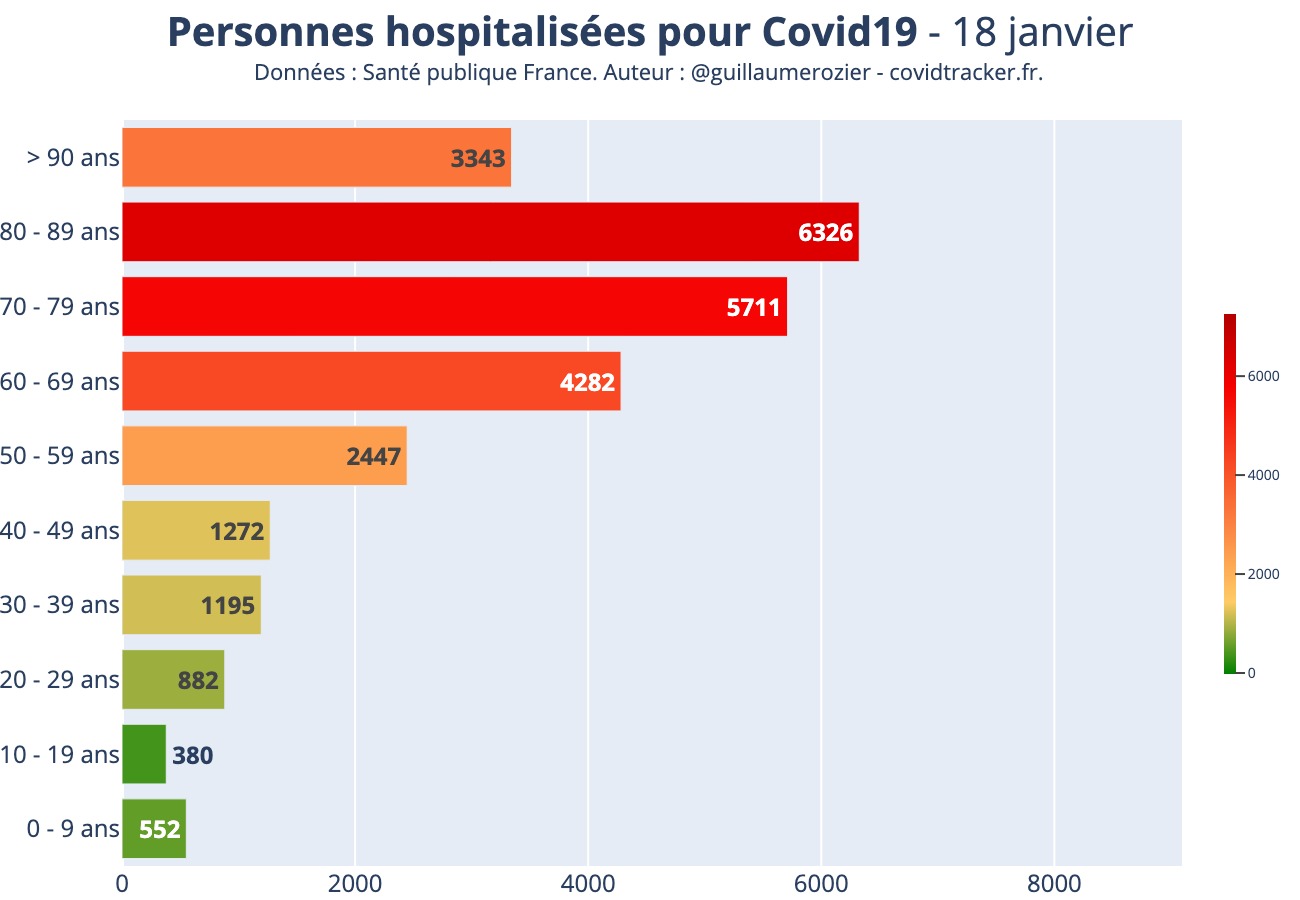 Personnes hospitalisées pour Covid19 - 18 janvier
Données : Santé publique France. Auteur : @guillaumerozier - covidtracker.fr.
> 90 ans 3343
80 - 89 ans 6326
70 - 79 ans 5711
60 - 69 ans 4282
50 - 59 ans 2447
40 - 49 ans 1272
30 - 39 ans 1195
20 - 29 ans 882
10 - 19 ans 380
0 - 9 ans 552
0 2000 4000 6000 8000
6000
4000
2000
0